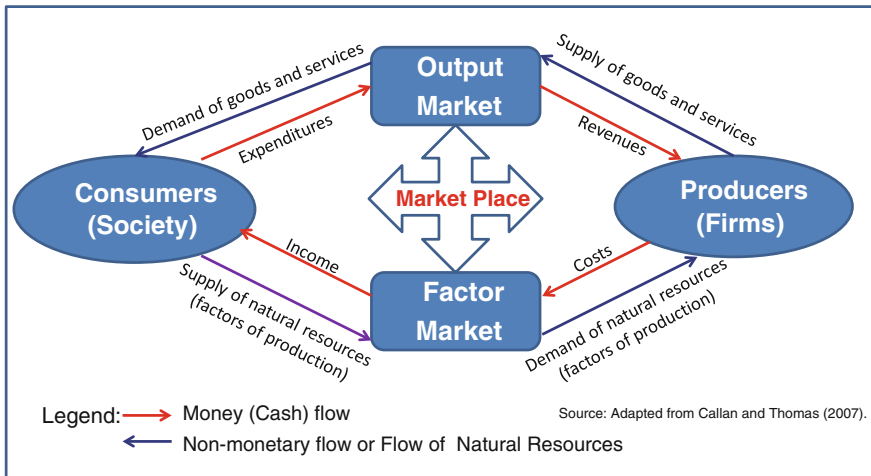 Demand of goods and services
Expenditures
Output
Market
Supply of goods and services
Revenues
Consumers
(Society)
Market Place
Producers
(Firms)
Income
Supply of natural resources
(factors of production)
Factor
Market
Costs
Demand of natural resources
(factors of production)
Legend:
Money (Cash) flow
Source: Adapted from Callan and Thomas (2007).
Non-monetary flow or Flow of Natural Resources